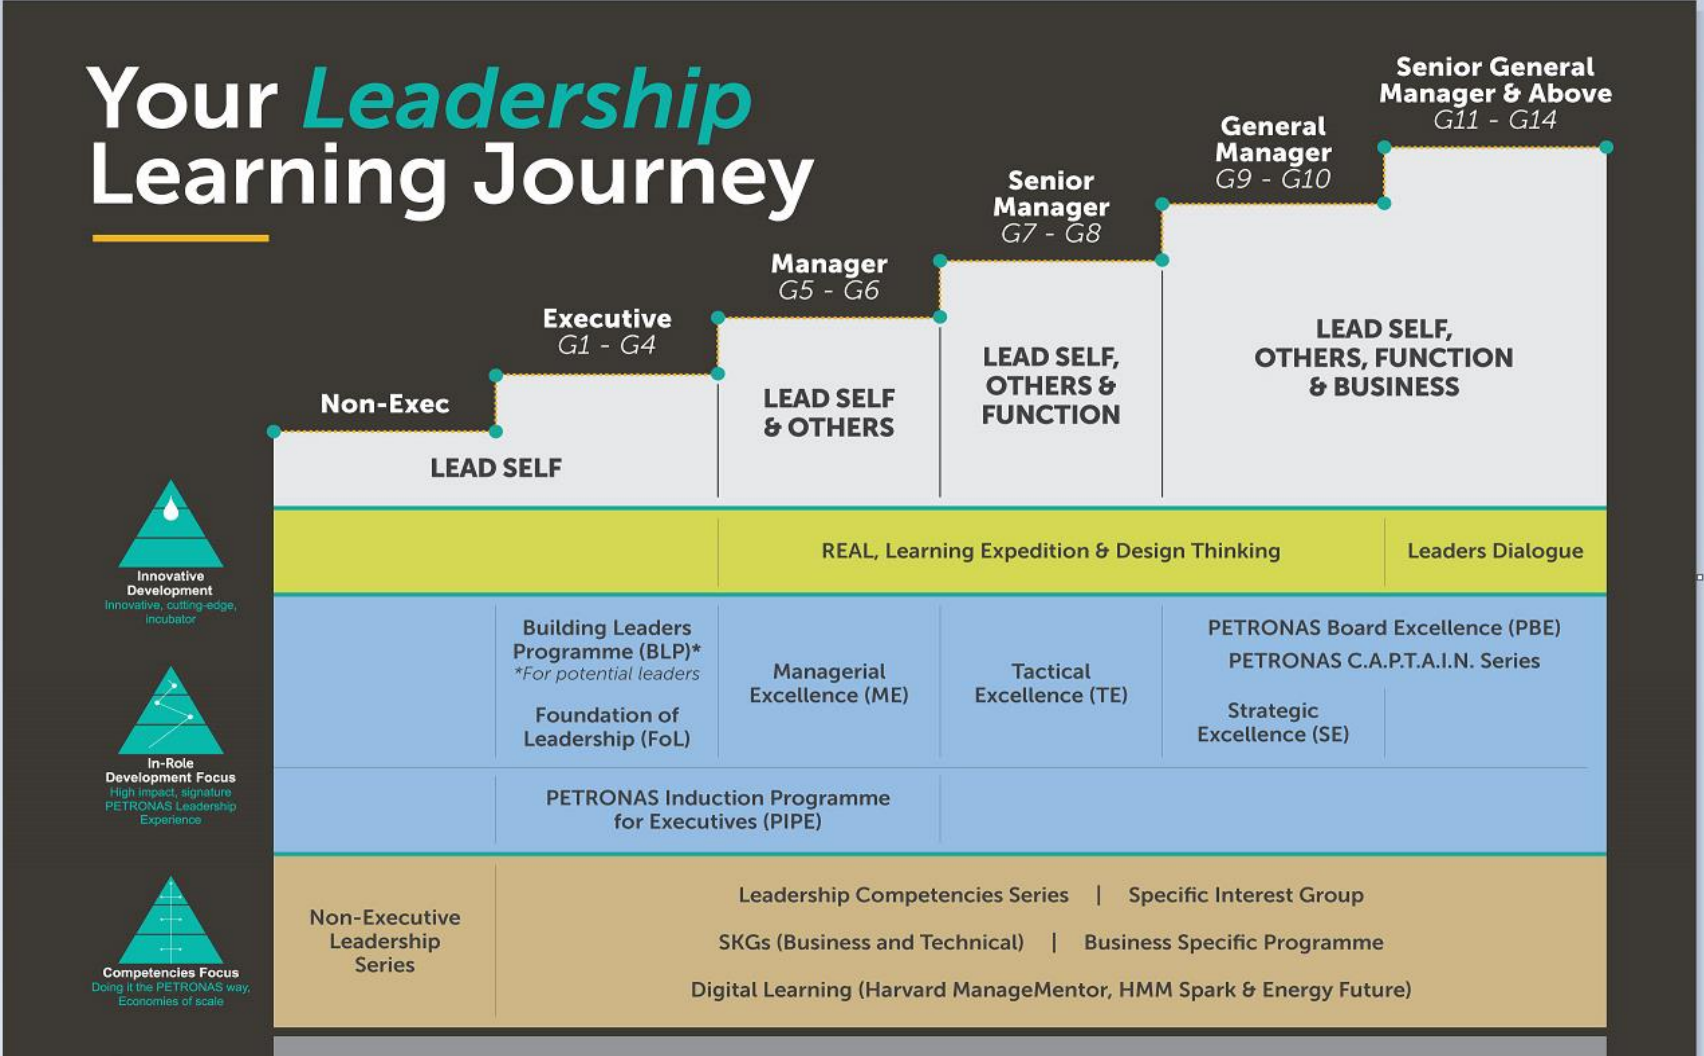 Your Leadership
Learning Journey
Senior General
Manager & Above
G11 - G14
General
Manager
G9 - G10
Senior
Manager
G7 - G8
Manager
G5 - G6
Executive
G1 - G4
Non-Exec
LEAD SELF
LEAD SELF
& OTHERS
LEAD SELF,
OTHERS &
FUNCTION
LEAD SELF,
OTHERS, FUNCTION
& BUSINESS
Innovative
Development
Innovative, cutting-edge,
incubator
REAL, Learning Expedition & Design Thinking
Leaders Dialogue
In-Role
Development Focus
High impact, signature
PETRONAS Leadership
Experience
Building Leaders
Programme (BLP)*
*For potential leaders
Foundation of
Leadership (FoL)
Managerial
Excellence (ME)
Tactical
Excellence (TE)
PETRONAS Board Excellence (PBE)
PETRONAS C.A.P.T.A.I.N. Series
Strategic
Excellence (SE)
PETRONAS Induction Programme
for Executives (PIPE)
Competencies Focus
Doing it the PETRONAS way,
Economies of scale
Non-Executive
Leadership
Series
Leadership Competencies Series | Specific Interest Group
SKGs (Business and Technical) | Business Specific Programme
Digital Learning (Harvard ManageMentor, HMM Spark & Energy Future)